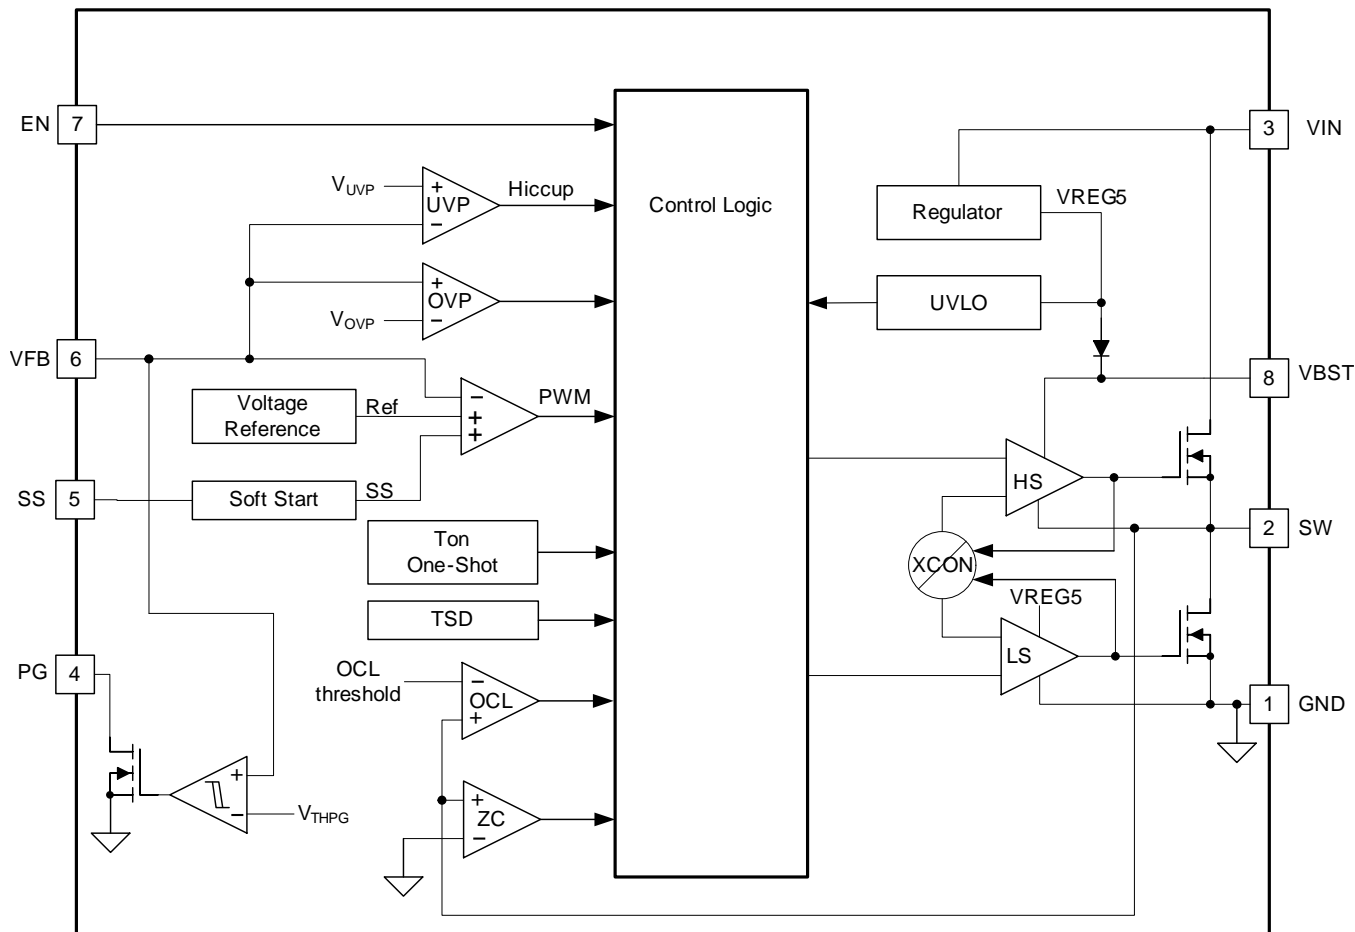 EN
7
3
VIN
VUVP
+
UVP
−
Hiccup
Control Logic
Regulator
VREG5
+
OVP
−
VOVP
UVLO
VFB
6
8
VBST
Voltage
Reference
Ref
−
+
+
PWM
SS
5
Soft Start
SS
HS
2
SW
Ton
One-Shot
XCON
TSD
VREG5
LS
PG
4
OCL
threshold
−
OCL
+
1
GND
+
−
VTHPG
+
ZC
−